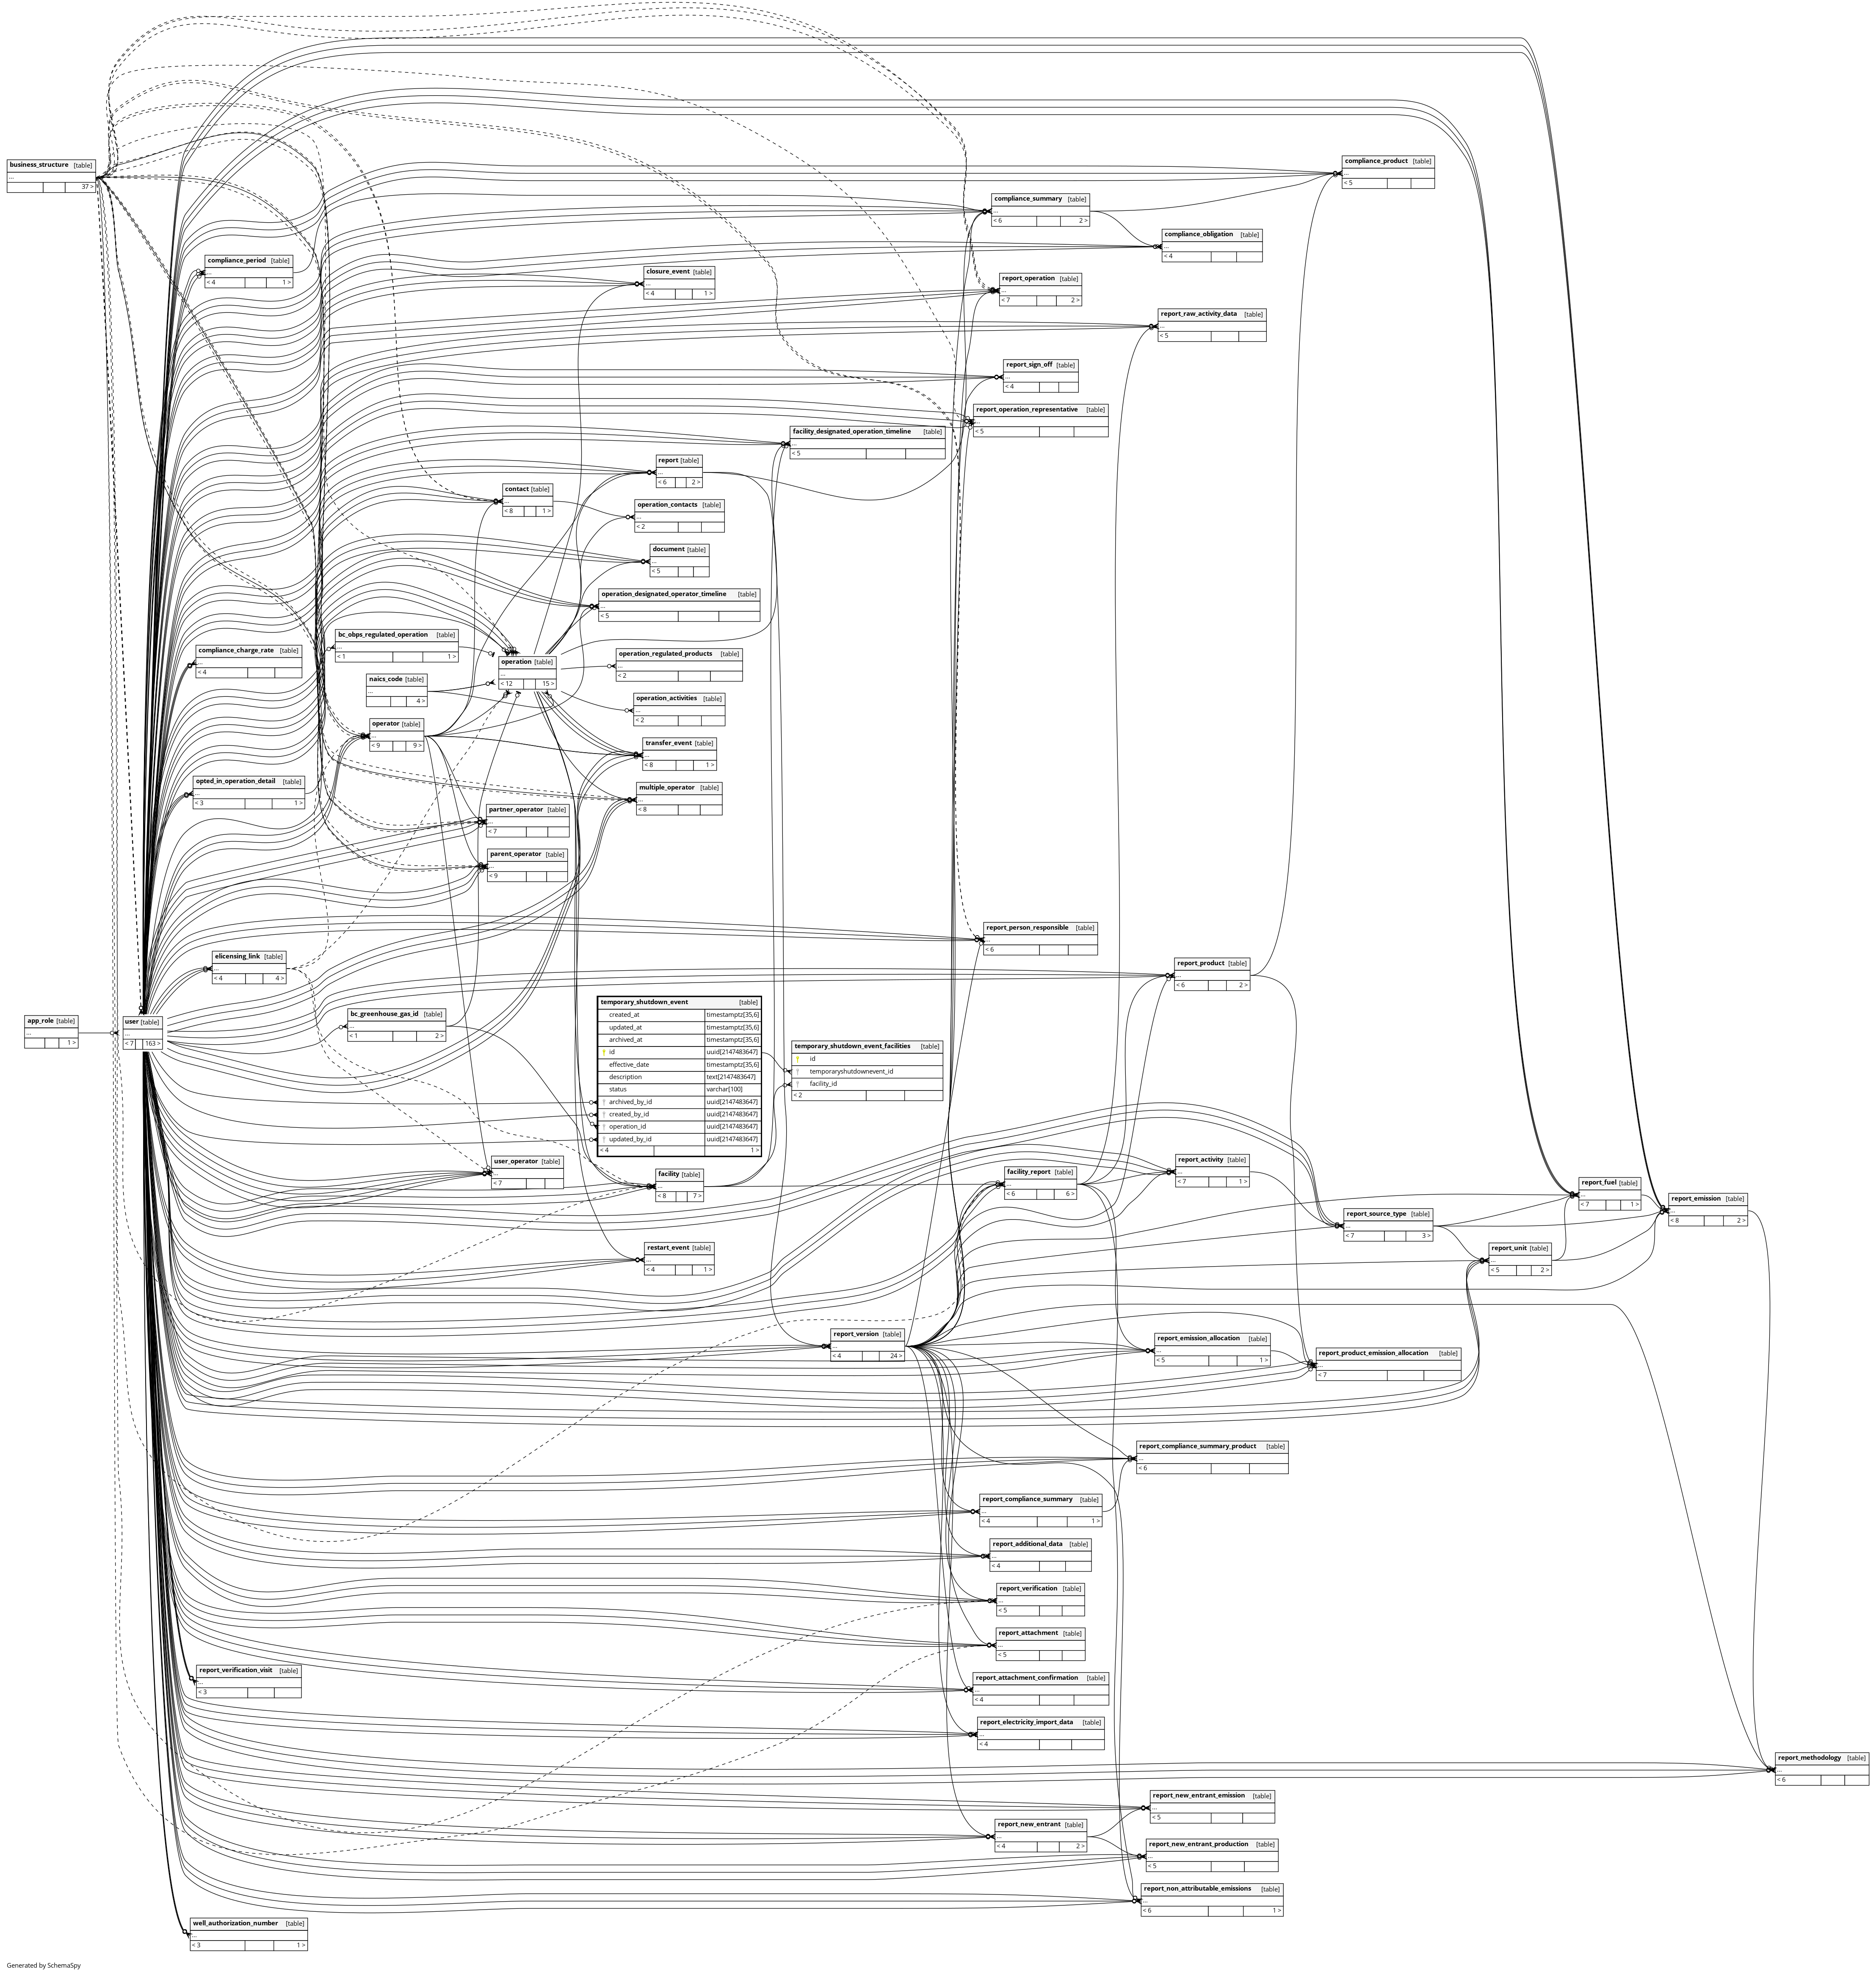 business_structure [table]
...
37 >
compliance_product [table]
...
< 5
compliance_summary [table]
...
< 6 2 >
compliance_obligation [table]
...
< 4
compliance_period [table]
...
< 4 1 >
closure_event [table]
...
< 4 1 >
report_operation [table]
...
< 7 2 >
report_raw_activity_data [table]
...
< 5
report_sign_off [table]
...
< 4
report_operation_representative [table]
...
< 5
facility_designated_operation_timeline [table]
...
< 5
report [table]
...
< 6 2 >
contact [table]
...
< 8 1 >
operation_contacts [table]
...
< 2
document [table]
...
< 5
operation_designated_operator_timeline [table]
...
< 5
bc_obps_regulated_operation [table]
...
< 1 1 >
compliance_charge_rate [table]
...
< 4
operation [table]
...
< 12 15 >
operation_regulated_products [table]
...
< 2
naics_code [table]
...
4 >
operation_activities [table]
...
< 2
operator [table]
...
< 9 9 >
transfer_event [table]
...
< 8 1 >
opted_in_operation_detail [table]
...
< 3 1 >
multiple_operator [table]
...
< 8
partner_operator [table]
...
< 7
parent_operator [table]
...
< 9
report_person_responsible [table]
...
< 6
elicensing_link [table]
...
< 4 4 >
report_product [table]
...
< 6 2 >
app_role [table]
...
1 >
user [table]
...
< 7 163 >
bc_greenhouse_gas_id [table]
...
< 1 2 >
temporary_shutdown_event [table]
created_at timestamptz[35,6]
updated_at timestamptz[35,6]
archived_at timestamptz[35,6]
id uuid[2147483647]
effective_date timestamptz[35,6]
description text[2147483647]
status varchar[100]
archived_by_id uuid[2147483647]
created_by_id uuid[2147483647]
operation_id uuid[2147483647]
updated_by_id uuid[2147483647]
< 4 1 >
temporary_shutdown_event_facilities [table]
id
temporaryshutdownevent_id
facility_id
< 2
user_operator [table]
...
< 7
facility [table]
...
< 8 7 >
facility_report [table]
...
< 6 6 >
report_activity [table]
...
< 7 1 >
report_fuel [table]
...
< 7 1 >
report_emission [table]
...
< 8 2 >
report_source_type [table]
...
< 7 3 >
restart_event [table]
...
< 4 1 >
report_unit [table]
...
< 5 2 >
report_version [table]
...
< 4 24 >
report_emission_allocation [table]
...
< 5 1 >
report_product_emission_allocation [table]
...
< 7
report_compliance_summary_product [table]
...
< 6
report_compliance_summary [table]
...
< 4 1 >
report_additional_data [table]
...
< 4
report_verification [table]
...
< 5
report_attachment [table]
...
< 5
report_verification_visit [table]
...
< 3
report_attachment_confirmation [table]
...
< 4
report_electricity_import_data [table]
...
< 4
report_methodology [table]
...
< 6
report_new_entrant_emission [table]
...
< 5
report_new_entrant [table]
...
< 4 2 >
report_new_entrant_production [table]
...
< 5
report_non_attributable_emissions [table]
...
< 6 1 >
well_authorization_number [table]
...
< 3 1 >
Generated by SchemaSpy